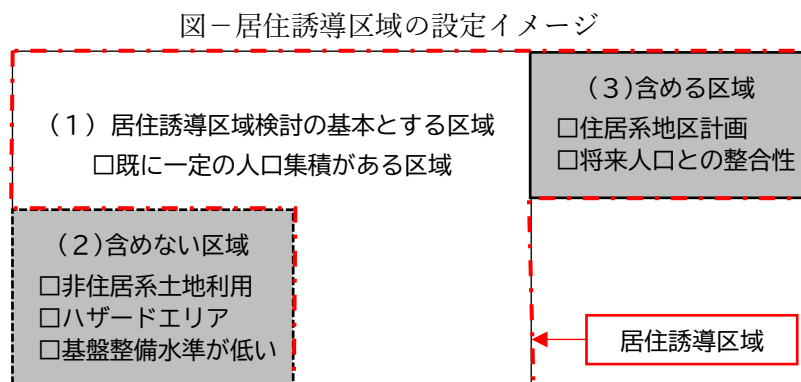 図－居住誘導区域の設定イメージ
（１）居住誘導区域検討の基本とする区域
□既に一定の人口集積がある区域
（３）含める区域
□住居系地区計画
□将来人口との整合性
（２）含めない区域
□非住居系土地利用
□ハザードエリア
□基盤整備水準が低い
居住誘導区域